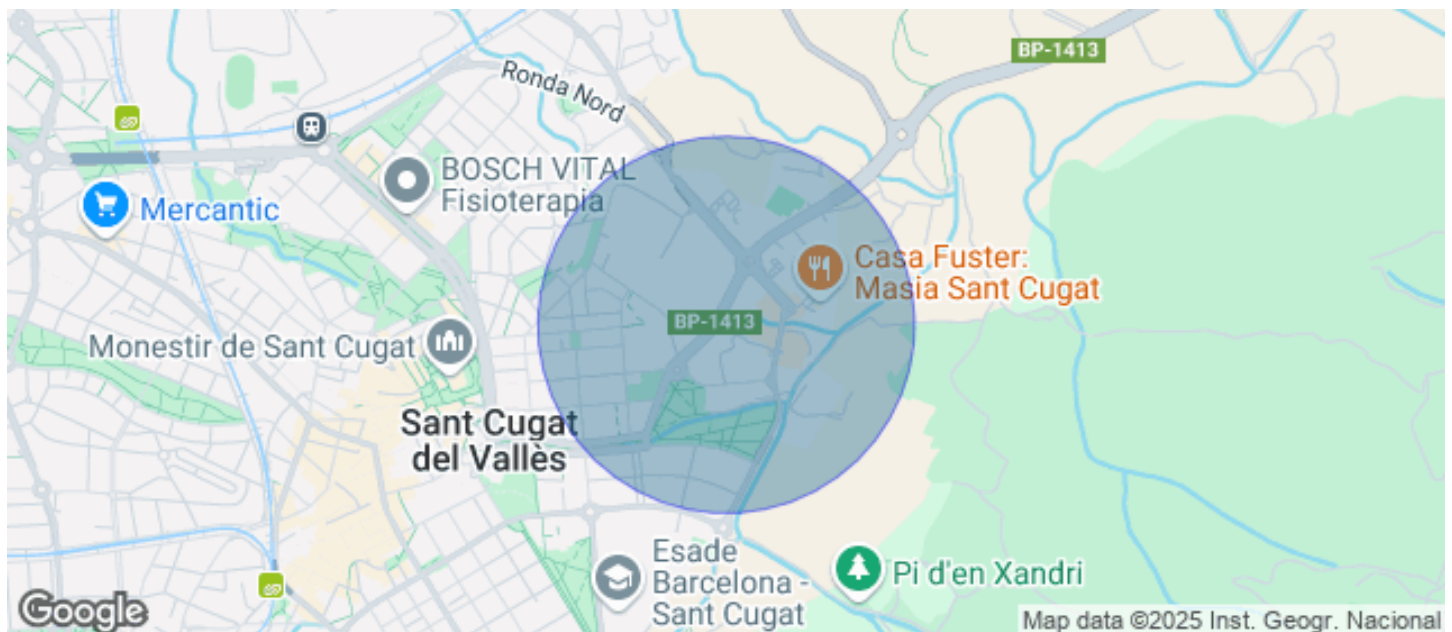 BP-1413
Ronda Nord
BOSCH VITAL
Fisioterapia
Mercantic
Casa Fuster:
Masia Sant Cugat
BP-1413
Monestir de Sant Cugat
Sant Cugat
del Vallès
Esade
Barcelona -
Sant Cugat
Pi d'en Xandri
Google
Map data ©2025 Inst. Geogr. Nacional